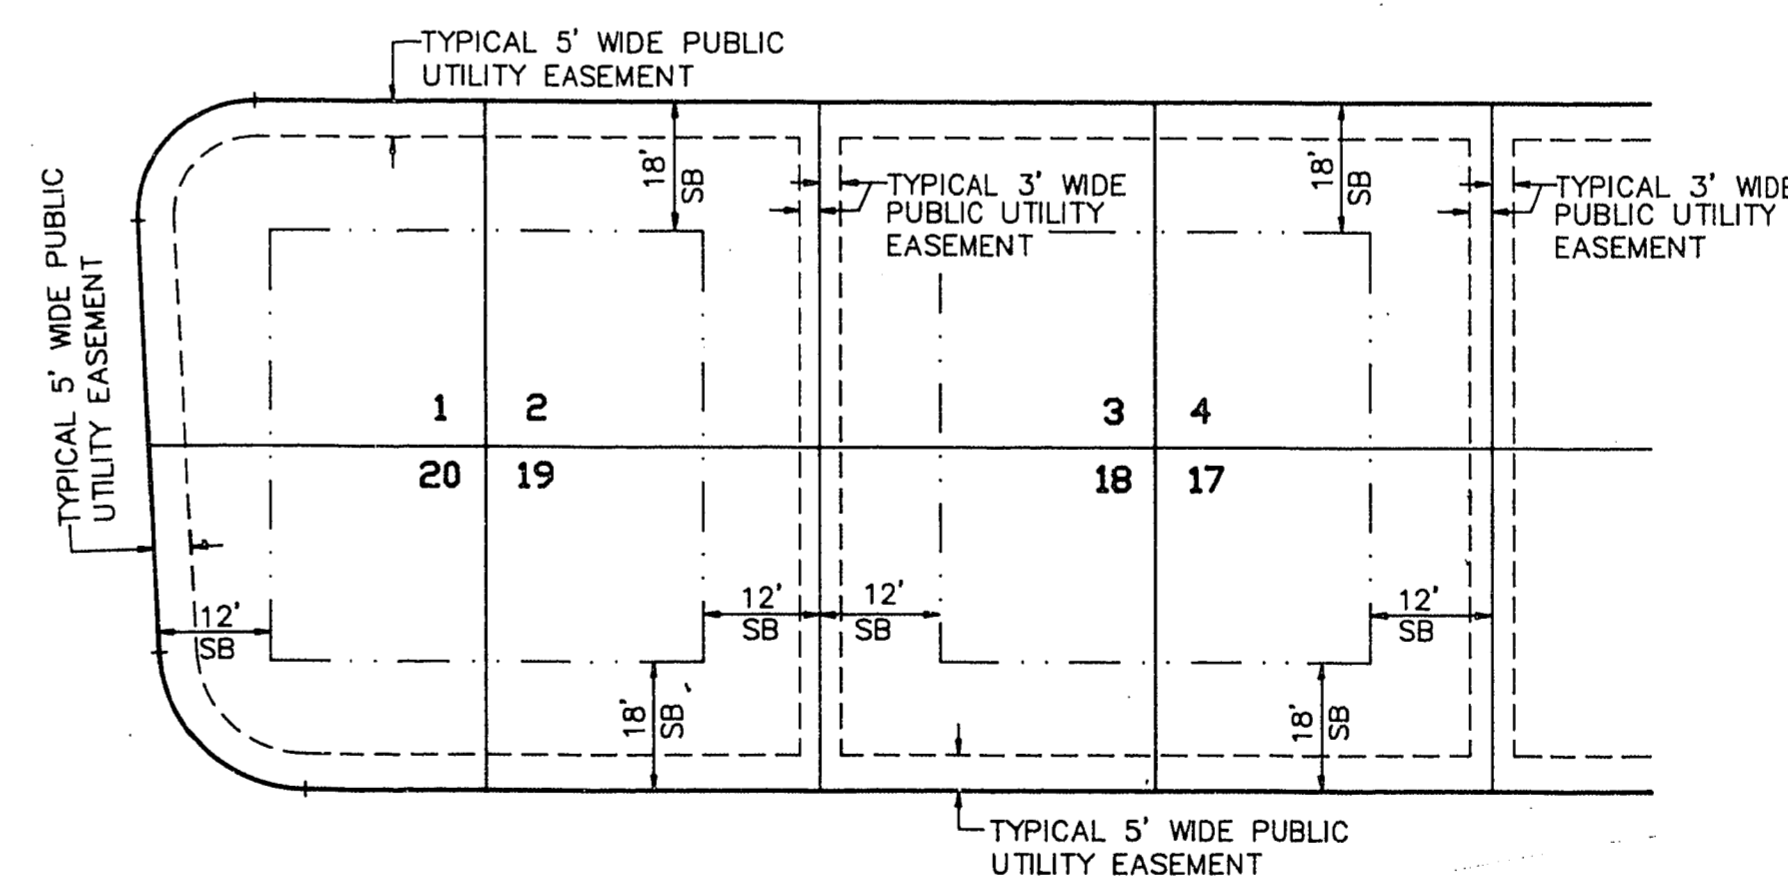 TYPICAL 5' WIDE PUBLIC
UTILITY EASEMENT
TYPICAL 5' WIDE PUBLIC
UTILITY EASEMENT
18'
SB
18'
SB
TYPICAL 3' WIDE
PUBLIC UTILITY
EASEMENT
TYPICAL 3' WIDE
PUBLIC UTILITY
EASEMENT
1 2
3 4
20 19
18 17
12'
SB
12'
SB
12'
SB
12'
SB
18'
SB
18'
SB
TYPICAL 5' WIDE PUBLIC
UTILITY EASEMENT